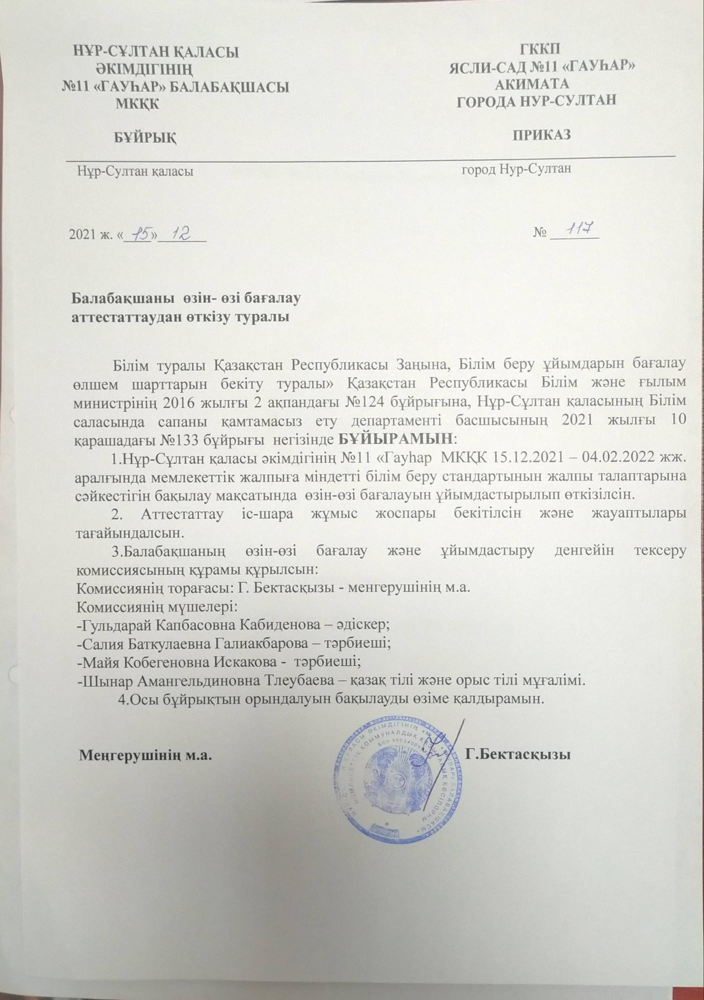 НҰР-СҰЛТАН ҚАЛАСЫ
ӘКІМДІГІНІҢ
№11 «ГАУҺАР» БАЛАБАҚШАСЫ
МКҚК
БҰЙРЫҚ
ГККП
ЯСЛИ-САД №11 «ГАУҺАР»
АКИМАТА
ГОРОДА НУР-СУЛТАН
ПРИКАЗ
Нұр-Султан қаласы
город Нур-Султан
2021 ж. «15» 12
№ 117
Балабақшаны өзін- өзі бағалау
аттестаттаудан өткізу туралы
Білім туралы Қазақстан Республикасы Заңына, Білім беру ұйымдарын бағалау
өлшем шарттарын бекіту туралы» Қазақстан Республикасы Білім және ғылым
министрінің 2016 жылғы 2 ақпандағы №124 бұйрығына, Нұр-Сұлтан қаласының Білім
саласында сапаны қамтамасыз ету департаменті басшысының 2021 жылғы 10
қарашадағы №133 бұйрығы негізінде БҰЙЫРАМЫН:
1.Нұр-Сұлтан қаласы әкімдігінің №11 «Гауһар МКҚК 15.12.2021 – 04.02.2022 жж.
аралғында мемлекеттік жалпыға міндетті білім беру стандартынын жалпы талаптарына
сәйкестігін бақылау мақсатында өзін-өзі бағалауын ұйымдастырылып өткізілсін.
2. Аттестаттау іс-шара жұмыс жоспары бекітілсін және жауаптылары
тағайындалсын.
3.Балабақшаның өзін-өзі бағалау және ұйымдастыру денгейін тексеру
комиссиясының құрамы құрылсын:
Комиссиянің торағасы: Г. Бектасқызы - менгерушінің м.а.
Комиссиянің мүшелері:
-Гульдарай Капбасовна Кабиденова – әдіскер;
-Салия Баткулаевна Галиакбарова – тәрбиеші;
-Майя Кобегеновна Искакова - тәрбиеші;
-Шынар Амангельдиновна Тлеубаева – қазақ тілі және орыс тілі мұғалімі.
4.Осы бұйрықтын орындалуын бақылауды өзіме қалдырамын.
Меңгерушінің м.а.
Г.Бектасқызы
ҚАЛАСЫ ӘКІМДІГІНІҢ
БАЛАБАҚШАСЫ
КОММУНАЛДЫҚ
КӘСІПОРНЫ